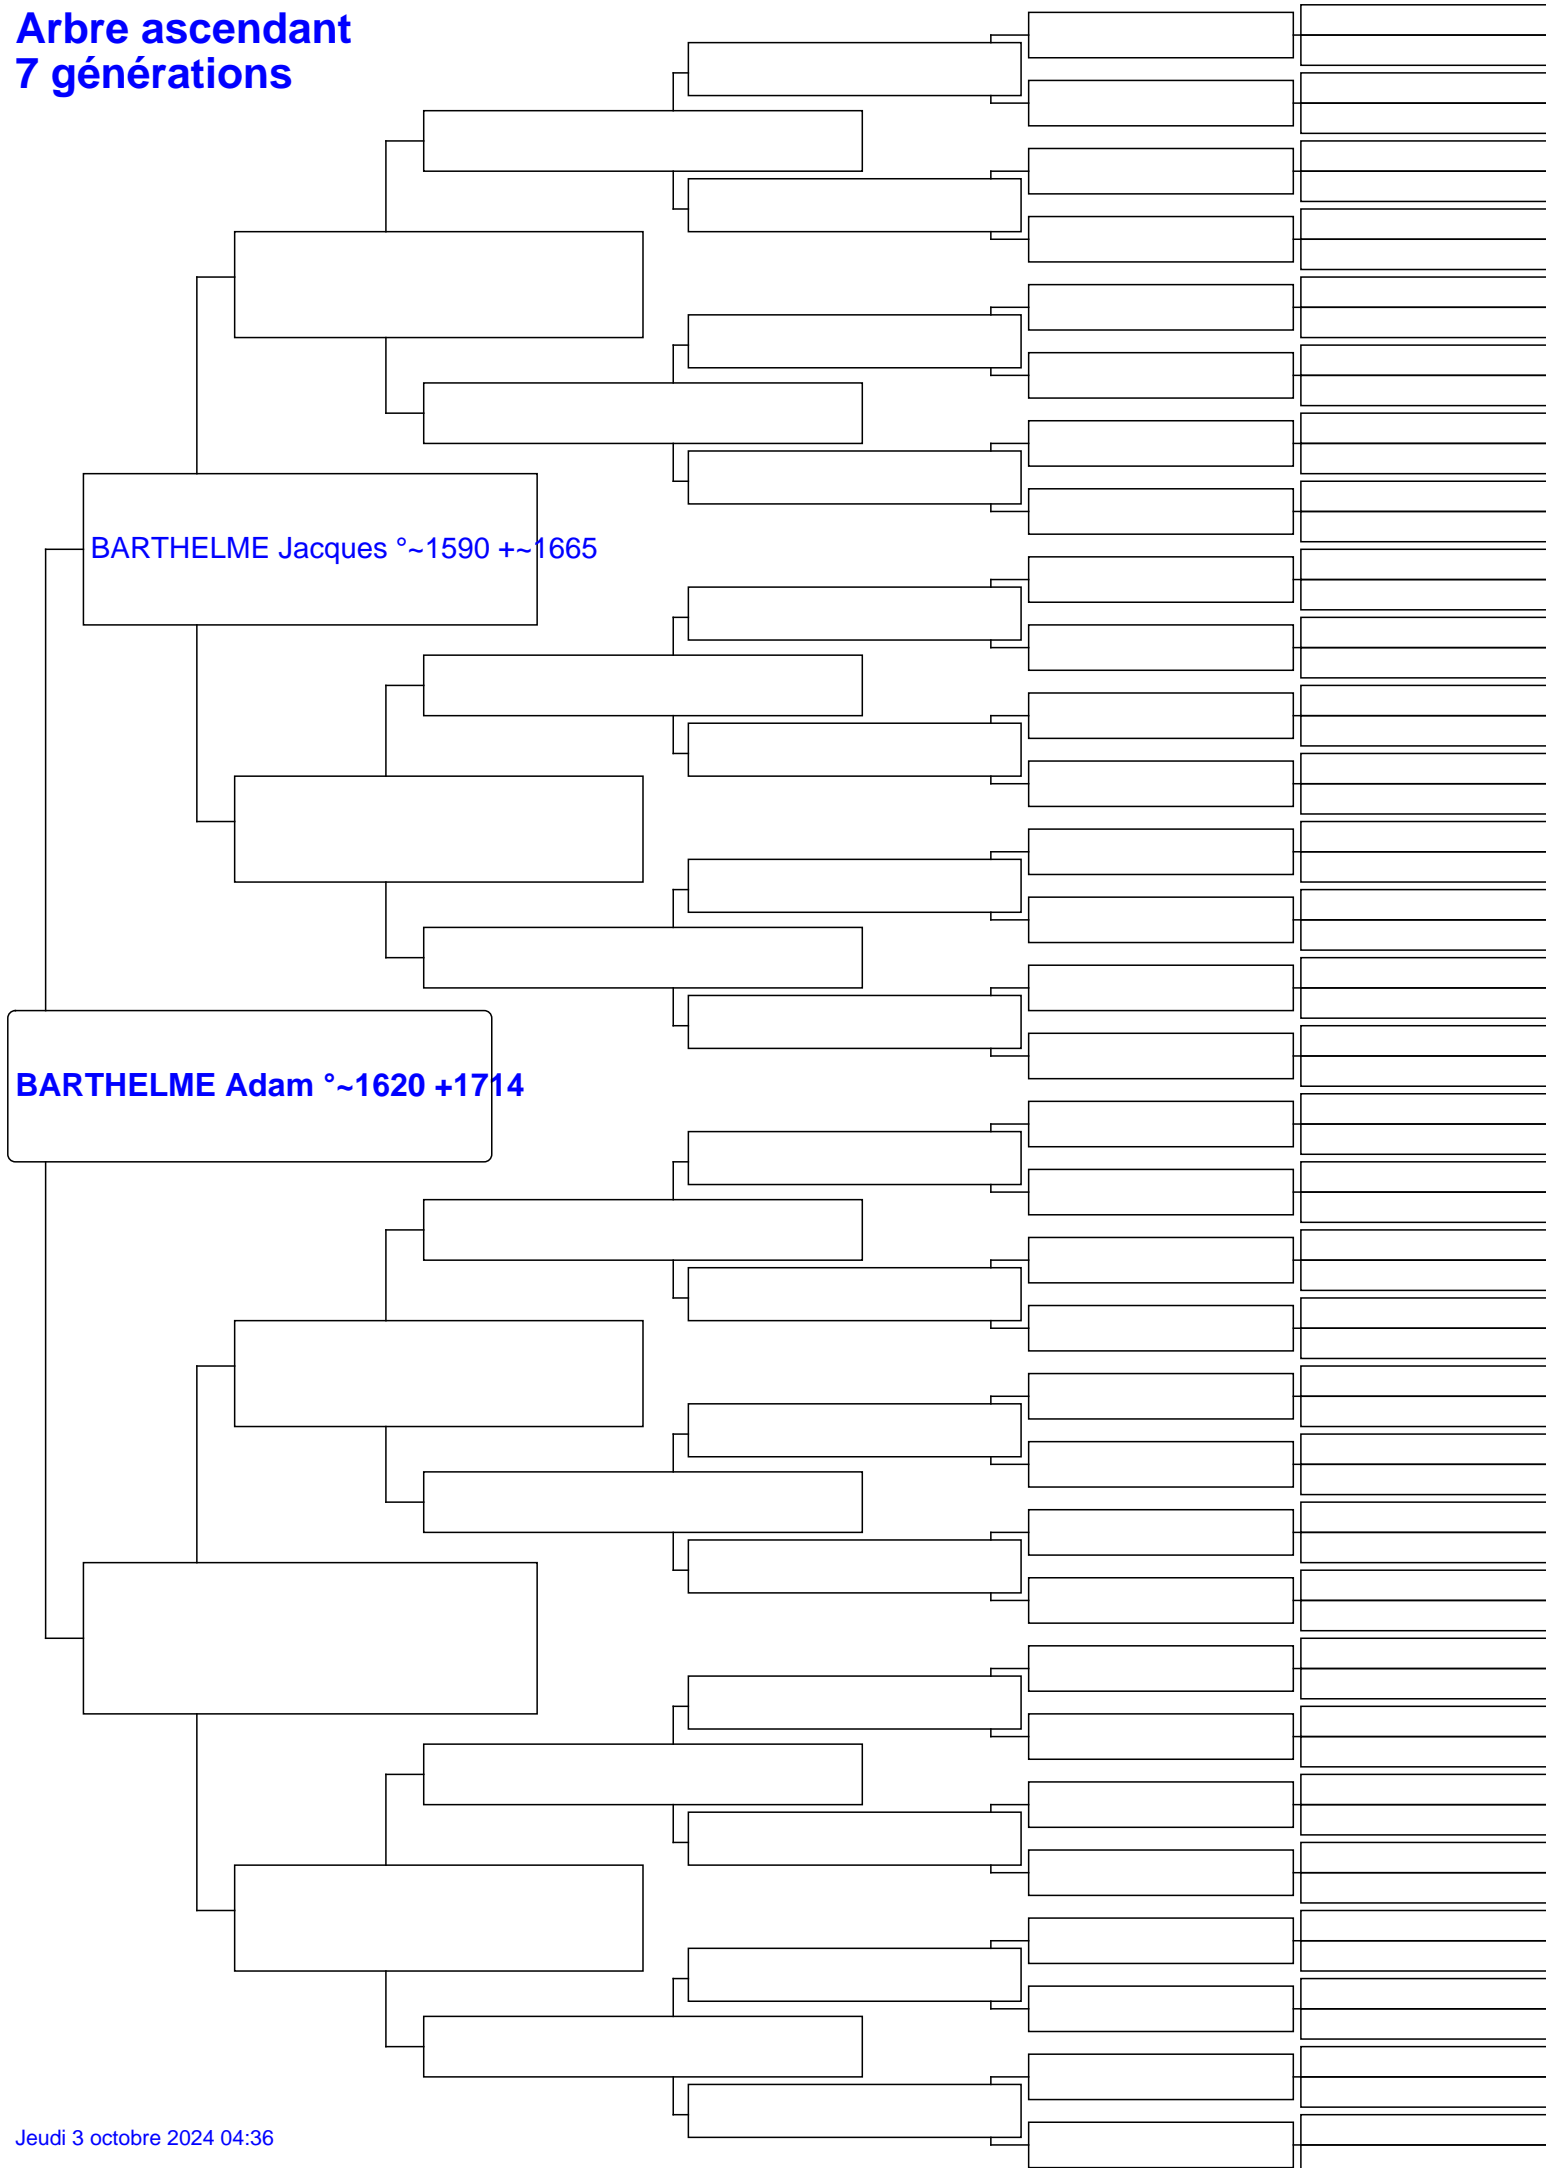 Arbre ascendant
7 générations
BARTHELME Jacques °~1590 +~1665
BARTHELME Adam °~1620 +1714
Jeudi 3 octobre 2024 04:36